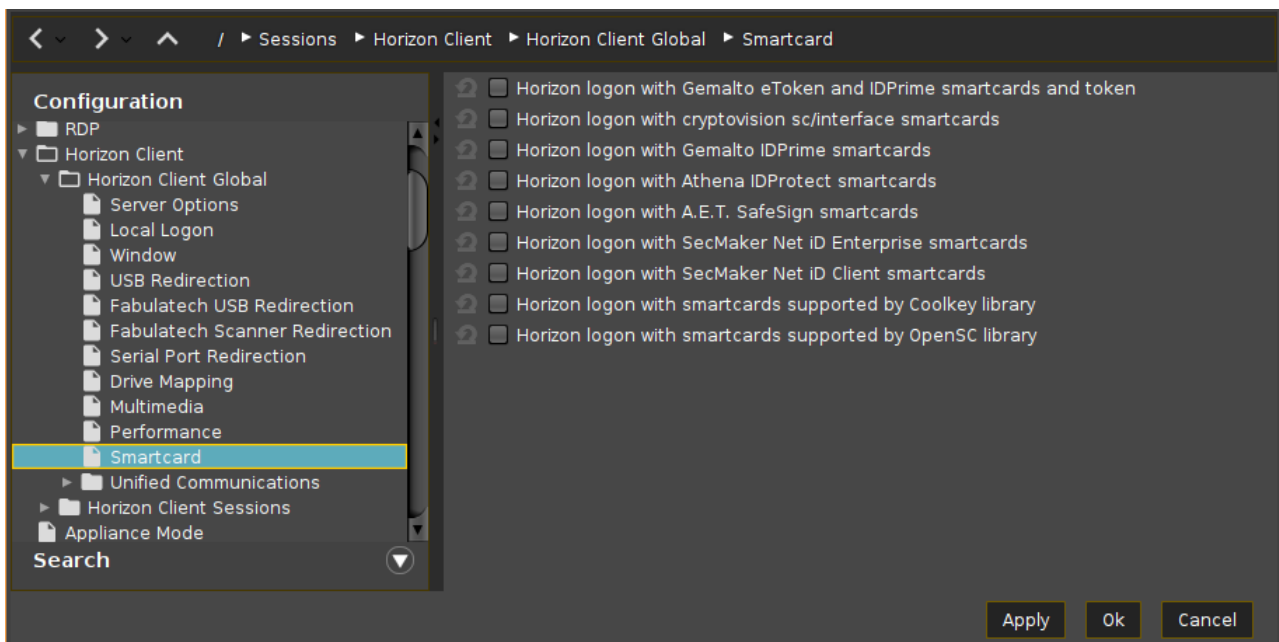 / Sessions Horizon Client Horizon Client Global Smartcard
Configuration
RDP
Horizon Client
Horizon Client Global
Server Options
Local Logon
Window
USB Redirection
Fabulatech USB Redirection
Fabulatech Scanner Redirection
Serial Port Redirection
Drive Mapping
Multimedia
Performance
Smartcard
Unified Communications
Horizon Client Sessions
Appliance Mode
Search
Horizon logon with Gemalto eToken and IDPrime smartcards and token
Horizon logon with cryptovision sc/interface smartcards
Horizon logon with Gemalto IDPrime smartcards
Horizon logon with Athena IDProtect smartcards
Horizon logon with A.E.T. SafeSign smartcards
Horizon logon with SecMaker Net iD Enterprise smartcards
Horizon logon with SecMaker Net iD Client smartcards
Horizon logon with smartcards supported by Coolkey library
Horizon logon with smartcards supported by OpenSC library
Apply Ok Cancel